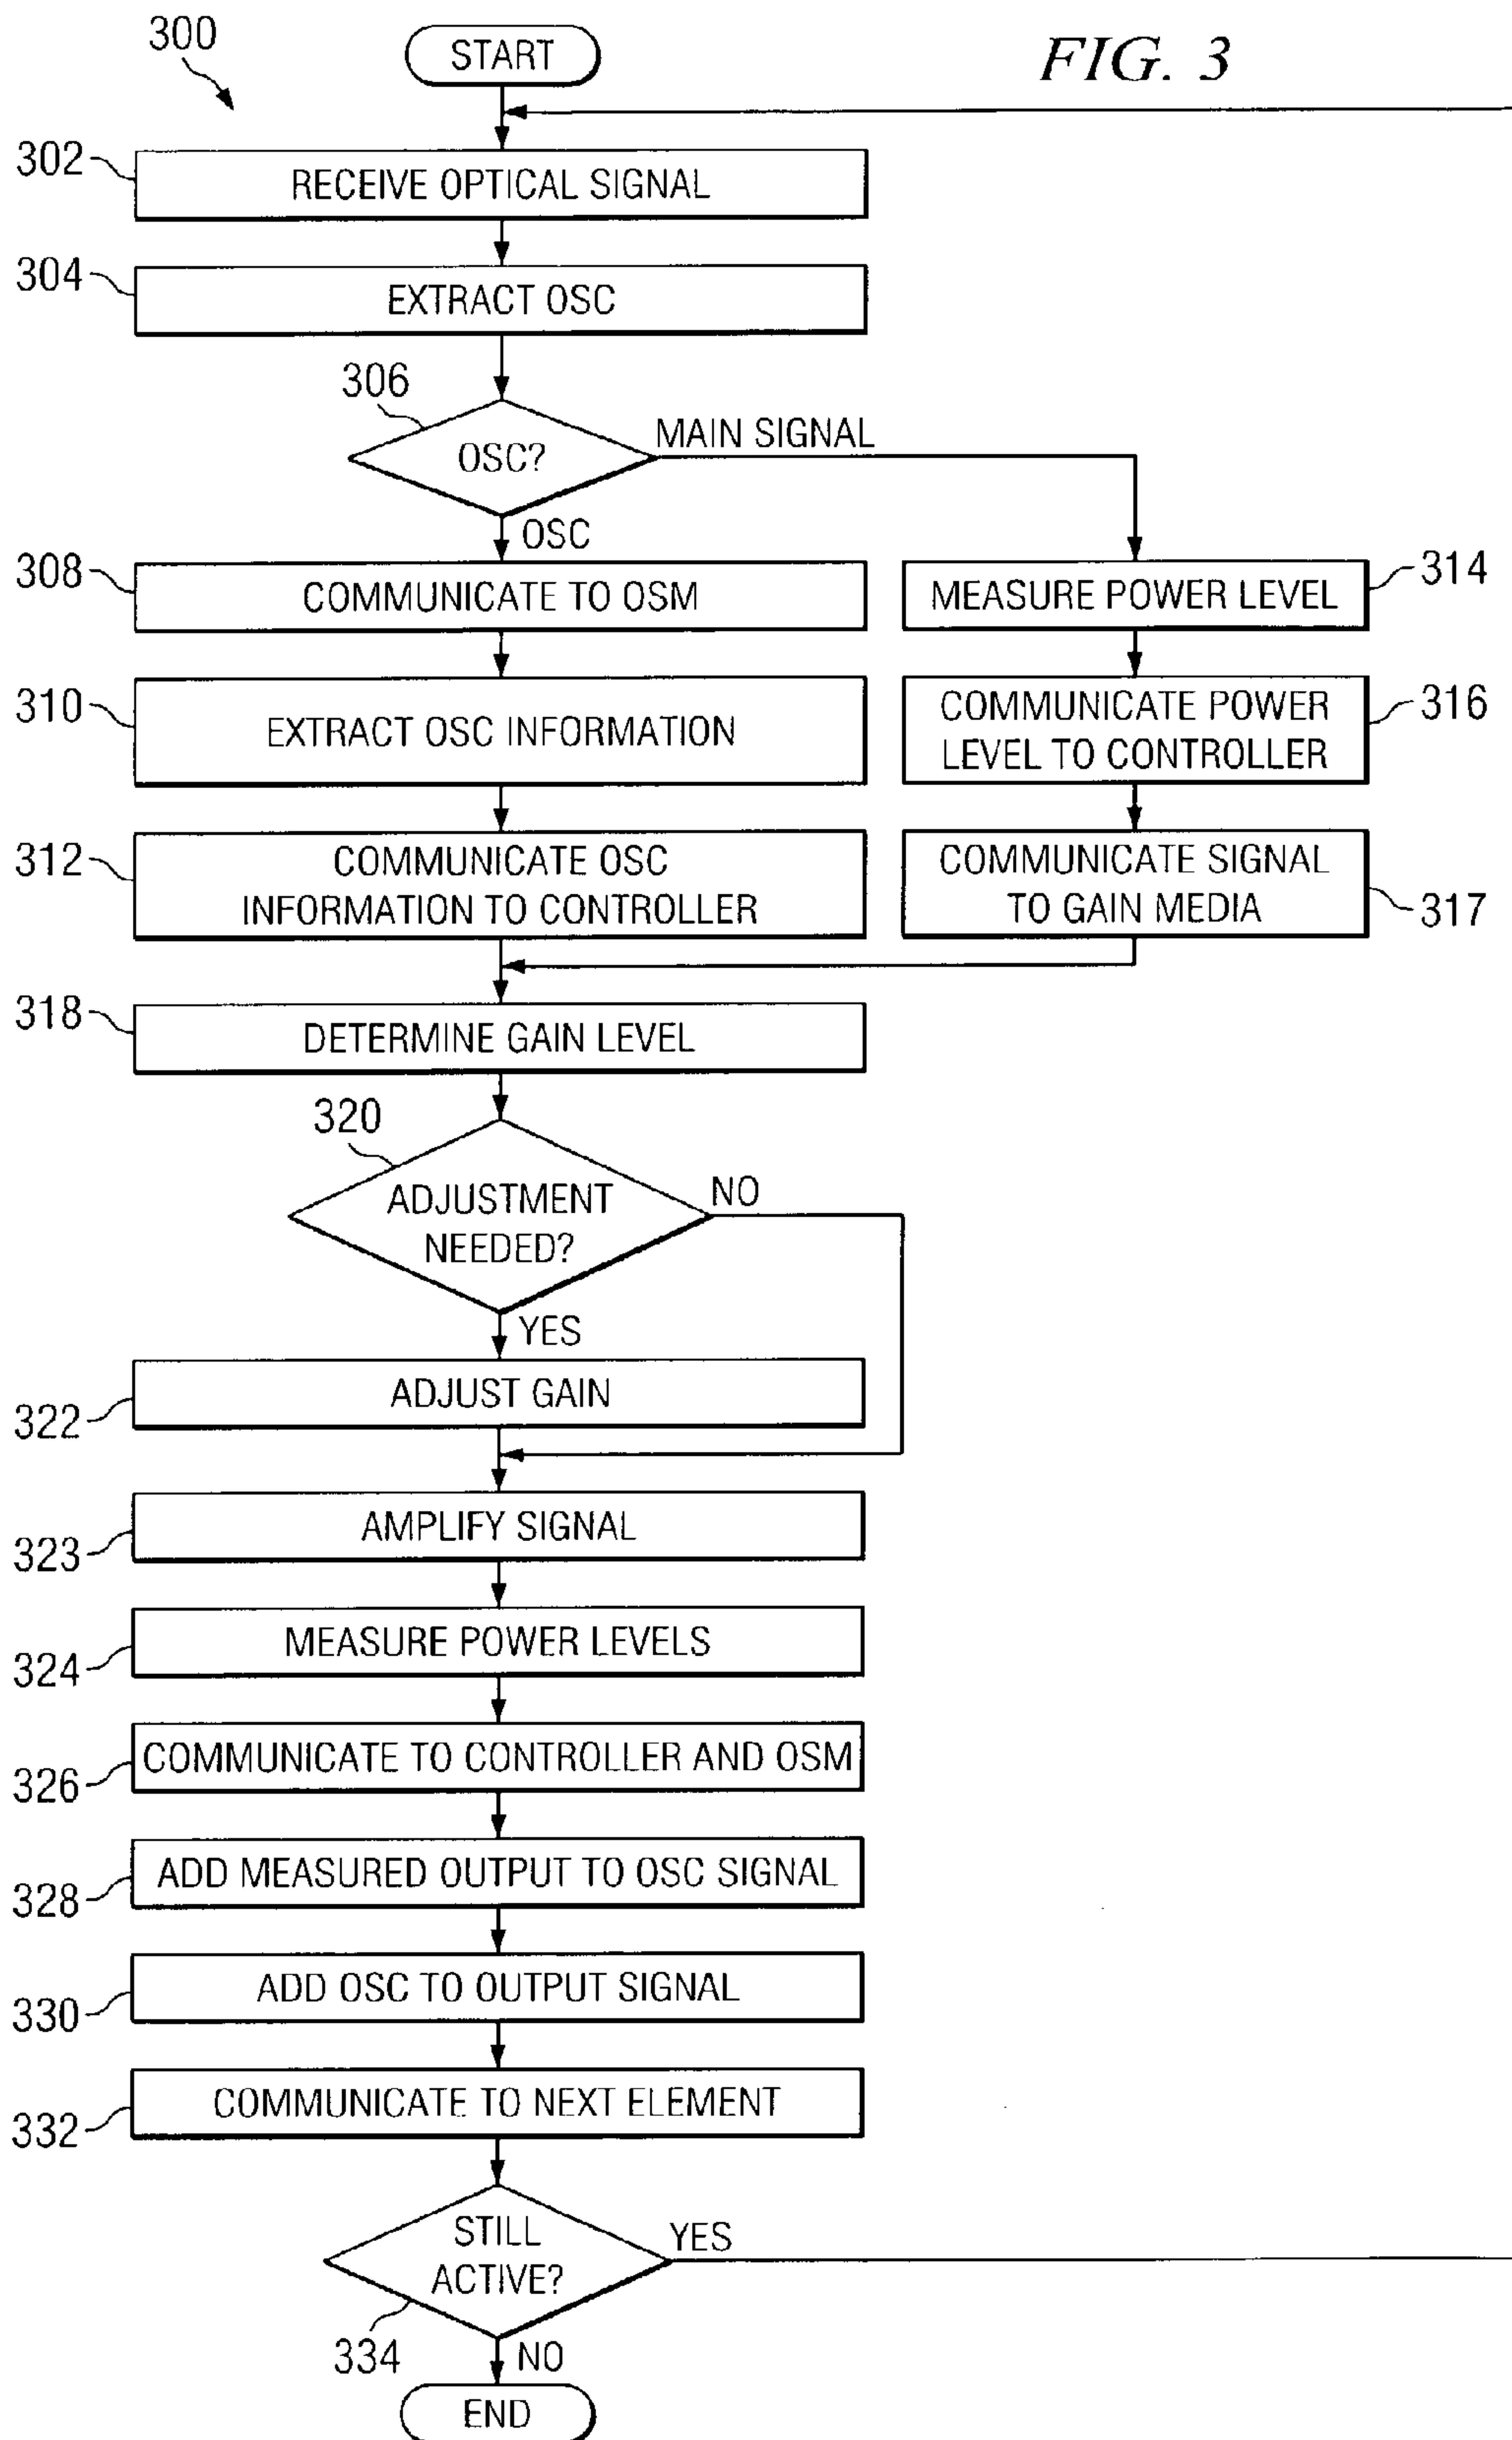 300
START
FIG. 3
302
RECEIVE OPTICAL SIGNAL
304
EXTRACT OSC
306
OSC?
MAIN SIGNAL
OSC
308
COMMUNICATE TO OSM
MEASURE POWER LEVEL
314
310
EXTRACT OSC INFORMATION
COMMUNICATE POWER
LEVEL TO CONTROLLER
316
312
COMMUNICATE OSC
INFORMATION TO CONTROLLER
COMMUNICATE SIGNAL
TO GAIN MEDIA
317
318
DETERMINE GAIN LEVEL
320
ADJUSTMENT
NEEDED?
NO
YES
322
ADJUST GAIN
323
AMPLIFY SIGNAL
324
MEASURE POWER LEVELS
326
COMMUNICATE TO CONTROLLER AND OSM
328
ADD MEASURED OUTPUT TO OSC SIGNAL
330
ADD OSC TO OUTPUT SIGNAL
332
COMMUNICATE TO NEXT ELEMENT
STILL
ACTIVE?
YES
334
NO
END